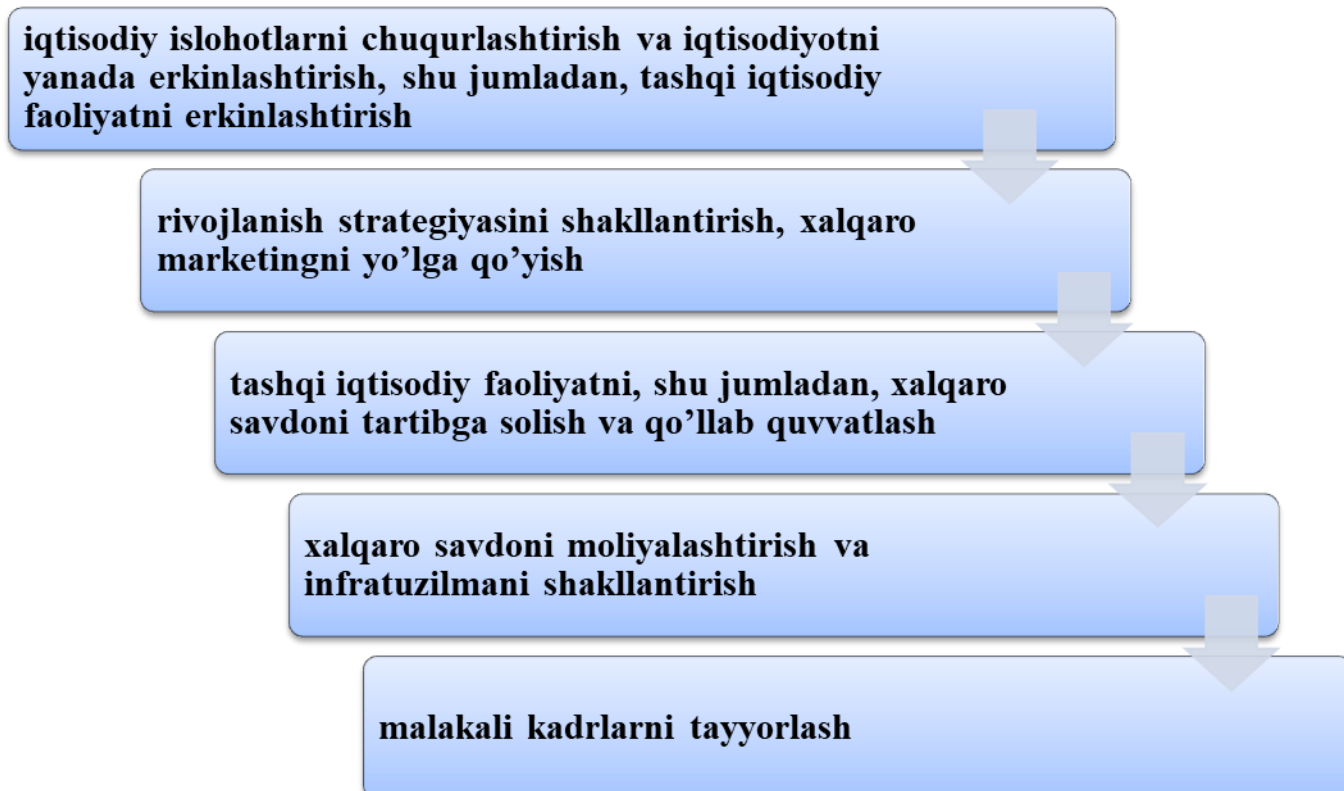 iqtisodiy islohotlarni chuqurlashtirish va iqtisodiyotni
yanada erkinlashtirish, shu jumladan, tashqi iqtisodiy
faoliyatni erkinlashtirish
rivojlanish strategiyasini shakllantirish, xalqaro
marketingni yo’lga qo’yish
tashqi iqtisodiy faoliyatni, shu jumladan, xalqaro
savdoni tartibga solish va qo’llab quvvatlash
xalqaro savdoni moliyalashtirish va
infratuzilmani shakllantirish
malakali kadrlarni tayyorlash